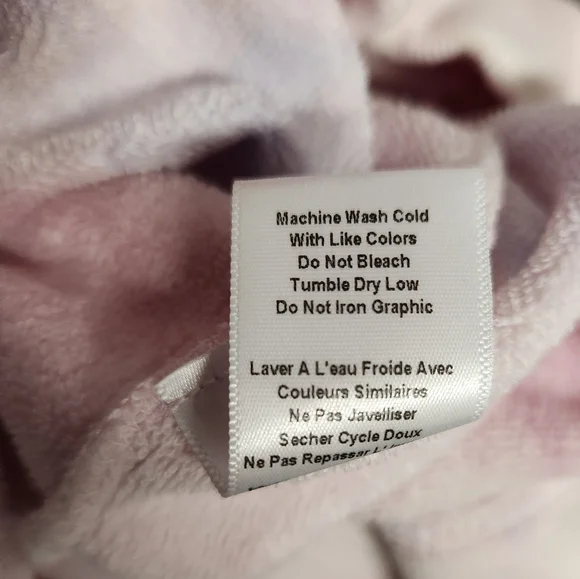 Machine Wash Cold
With Like Colors
Do Not Bleach
Tumble Dry Low
Do Not Iron Graphic
Laver A L'eau Froide Avec
Couleurs Similaires
Ne Pas Javelliser
Secher Cycle Doux
Ne Pas Repassar